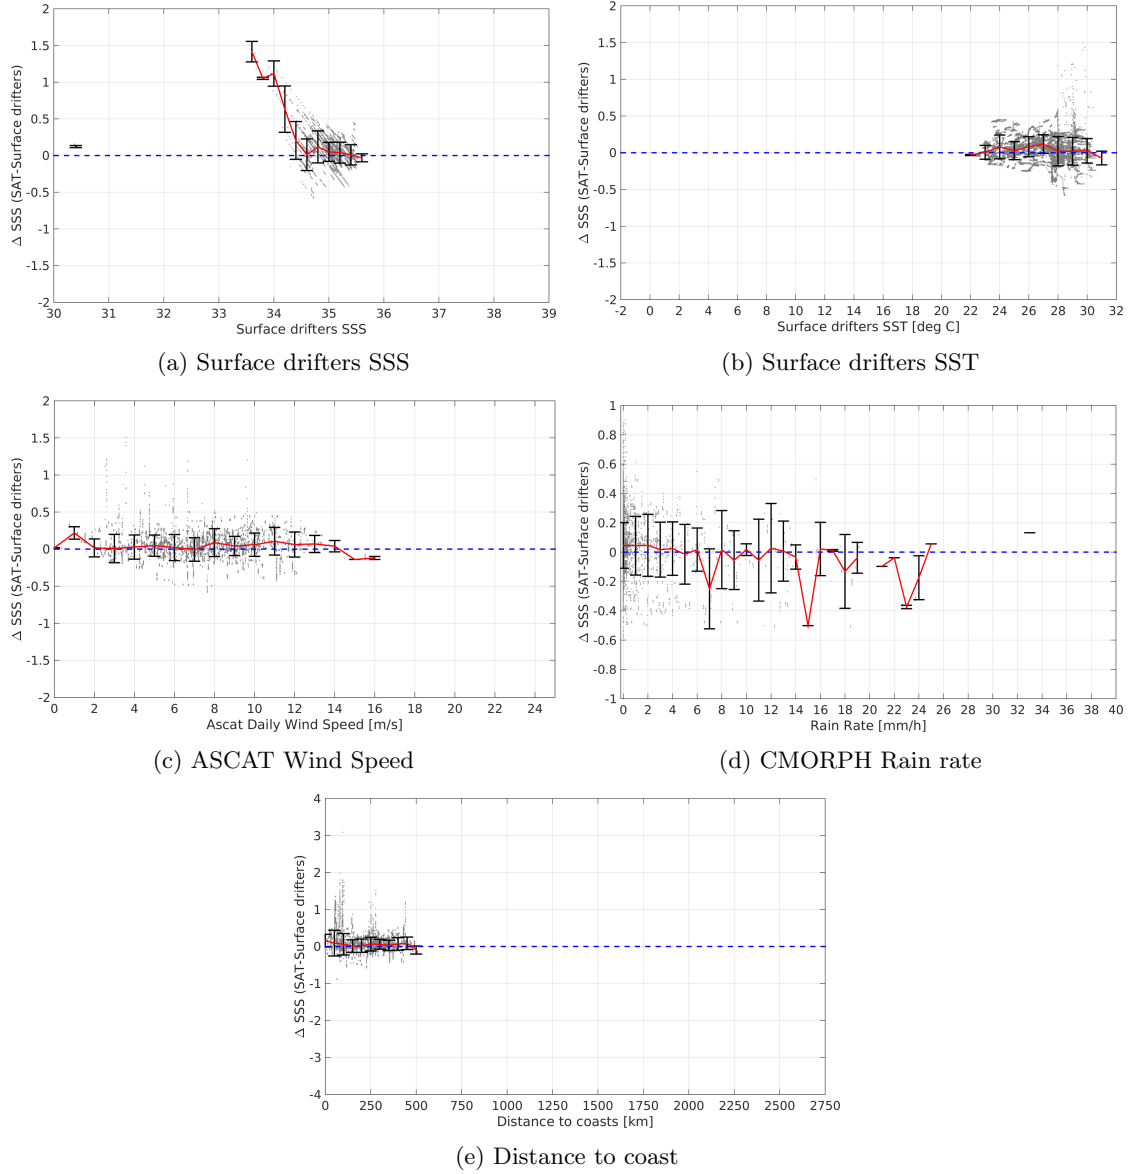 2
1.5
1
0.5
0
-0.5
-1
-1.5
-2
Δ SSS (SAT-Surface drifters)
30 31 32 33 34 35 36 37 38 39
Surface drifters SSS
(a) Surface drifters SSS
2
1.5
1
0.5
0
-0.5
-1
-1.5
-2
Δ SSS (SAT-Surface drifters)
-2 0 2 4 6 8 10 12 14 16 18 20 22 24 26 28 30 32
Surface drifters SST [deg C]
(b) Surface drifters SST
2
1.5
1
0.5
0
-0.5
-1
-1.5
-2
Δ SSS (SAT-Surface drifters)
0 2 4 6 8 10 12 14 16 18 20 22 24
Ascat Daily Wind Speed [m/s]
(c) ASCAT Wind Speed
1
0.8
0.6
0.4
0.2
0
-0.2
-0.4
-0.6
-0.8
-1
Δ SSS (SAT-Surface drifters)
0 2 4 6 8 10 12 14 16 18 20 22 24 26 28 30 32 34 36 38 40
Rain Rate [mm/h]
(d) CMORPH Rain rate
4
3
2
1
0
-1
-2
-3
-4
Δ SSS (SAT-Surface drifters)
0 250 500 750 1000 1250 1500 1750 2000 2250 2500 2750
Distance to coasts [km]
(e) Distance to coast